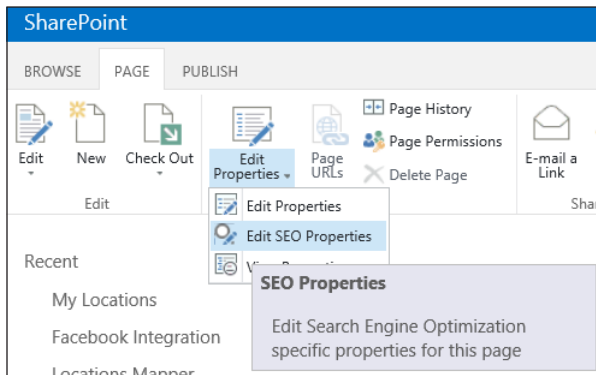 SharePoint
BROWSE PAGE PUBLISH
Edit
New
Check Out
Edit
Properties
Page
URLs
Page History
Page Permissions
Delete Page
E-mail a
Link
Edit
Edit Properties
Edit SEO Properties
SEO Properties
Edit Search Engine Optimization
specific properties for this page
Recent
My Locations
Facebook Integration
Locations Mapper